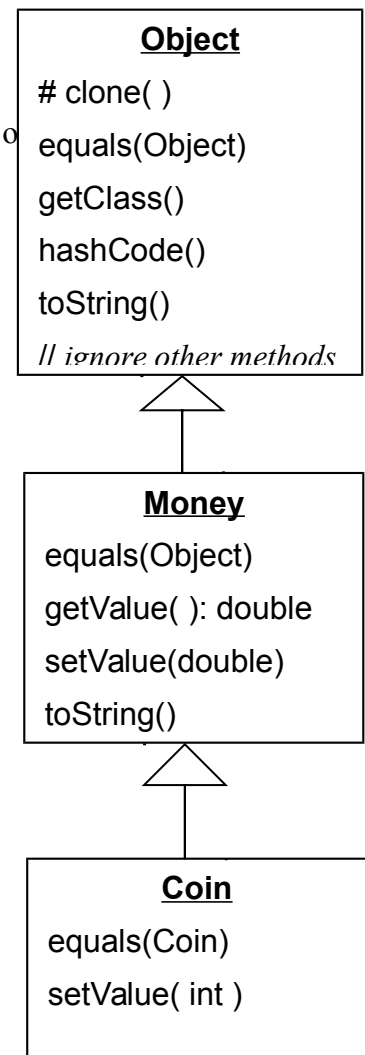 Object
# clone( )
o
equals(Object)
getClass()
hashCode()
toString()
// ignore other methods
Money
equals(Object)
getValue( ): double
setValue(double)
toString()
Coin
equals(Coin)
setValue( int )